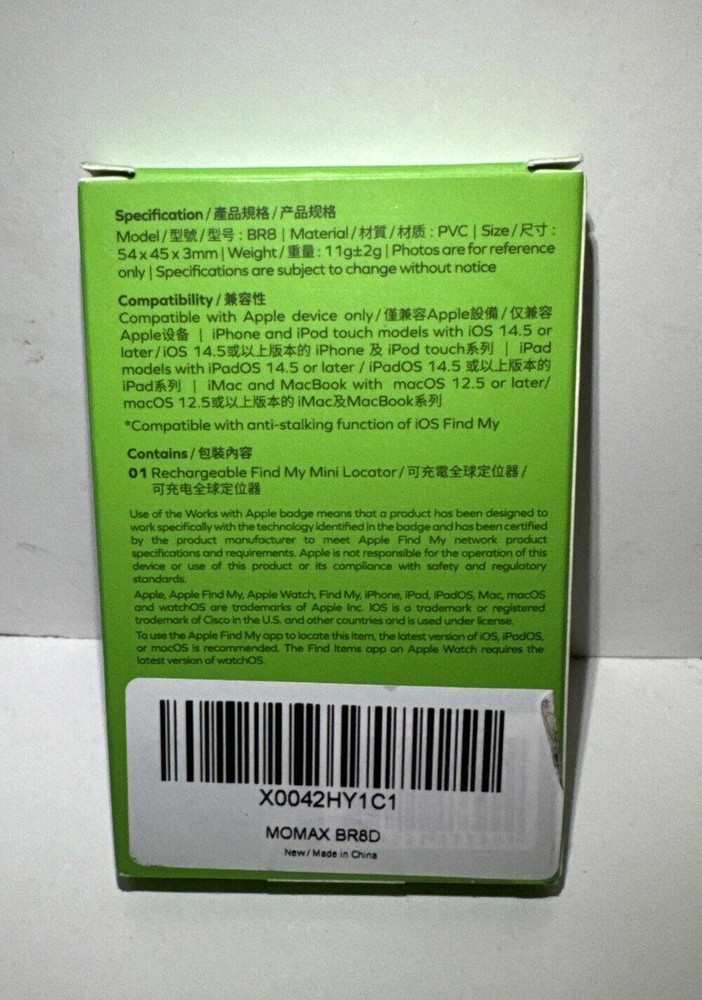 Specification / 產品規格 / 产品规格
Model / 型號 / 型号 : BR8 | Material / 材質 / 材质 : PVC | Size / 尺寸 :
54 x 45 x 3mm | Weight / 重量 : 11g±2g | Photos are for reference
only | Specifications are subject to change without notice
Compatibility / 兼容性
Compatible with Apple device only / 僅兼容Apple設備 / 仅兼容
Apple设备 | iPhone and iPod touch models with iOS 14.5 or
later / iOS 14.5或以上版本的 iPhone 及 iPod touch系列 | iPad
models with iPadOS 14.5 or later / iPadOS 14.5 或以上版本的
iPad系列 | iMac and MacBook with macOS 12.5 or later/
macOS 12.5或以上版本的 iMac及MacBook系列
*Compatible with anti-stalking function of iOS Find My
Contains / 包裝內容
01 Rechargeable Find My Mini Locator / 可充電全球定位器 /
可充电全球定位器
Use of the Works with Apple badge means that a product has been designed to
work specifically with the technology identified in the badge and has been certified
by the product manufacturer to meet Apple Find My network product
specifications and requirements. Apple is not responsible for the operation of this
device or use of this product or its compliance with safety and regulatory
standards.
Apple, Apple Find My, Apple Watch, Find My, iPhone, iPad, iPadOS, Mac, macOS
and watchOS are trademarks of Apple Inc. IOS is a trademark or registered
trademark of Cisco in the U.S. and other countries and is used under license.
To use the Apple Find My app to locate this item, the latest version of iOS, iPadOS,
or macOS is recommended. The Find Items app on Apple Watch requires the
latest version of watchOS.
X0042HY1C1
MOMAX BR8D
New / Made in China